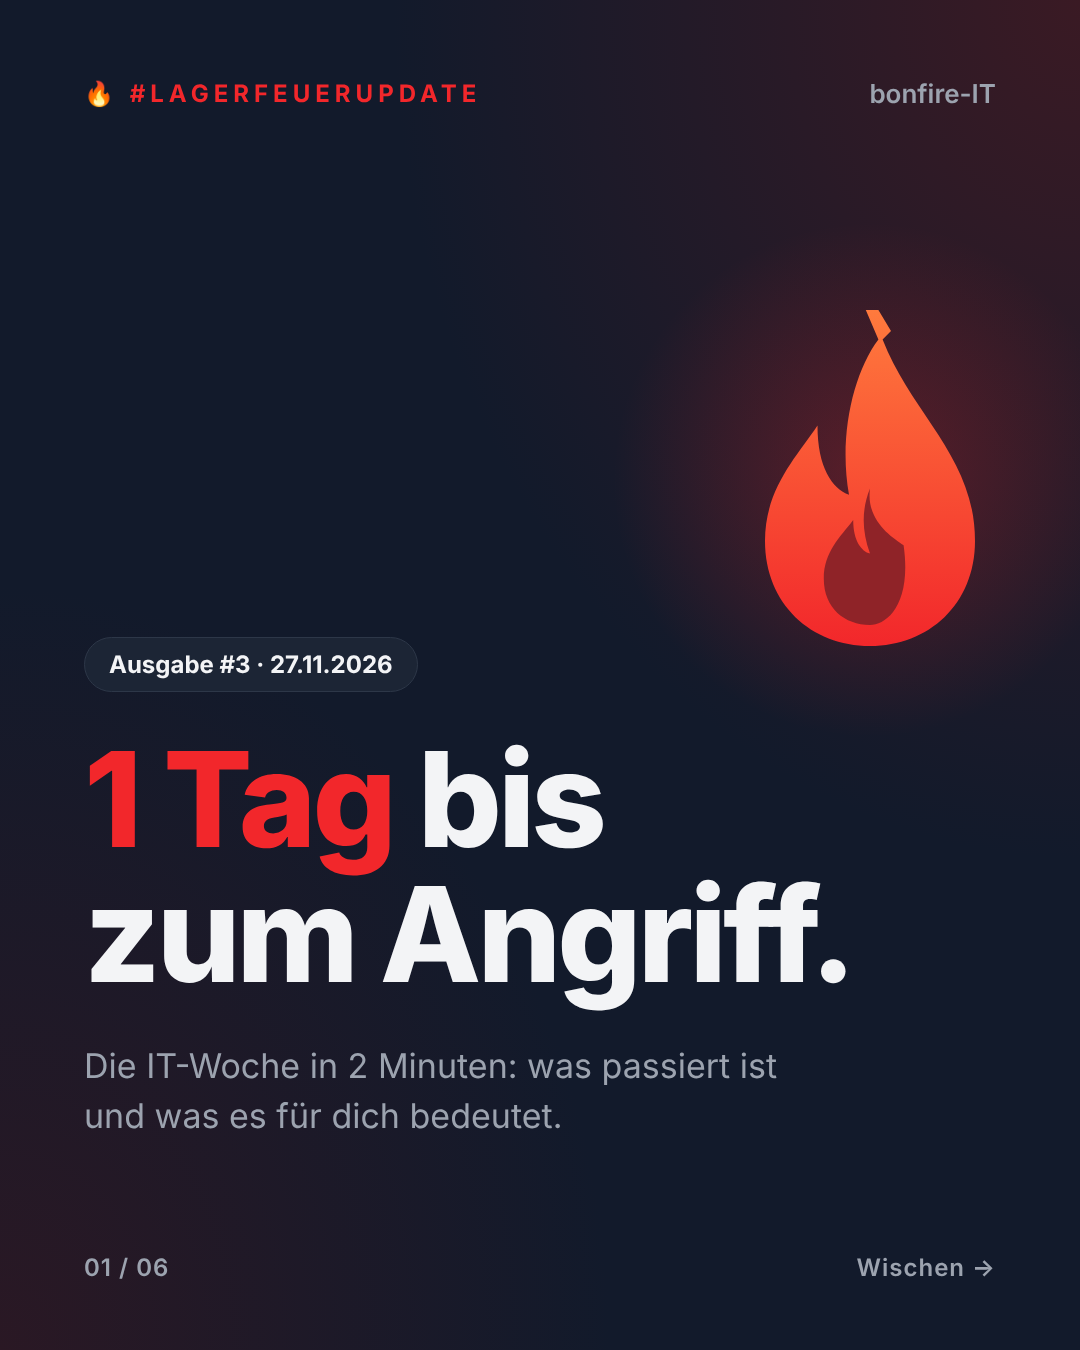 🔥 #LAGERFEUERUPDATE
bonfire-IT
Ausgabe #3 · 27.11.2026
1 Tag bis
zum Angriff.
Die IT-Woche in 2 Minuten: was passiert ist
und was es für dich bedeutet.
01 / 06
Wischen →